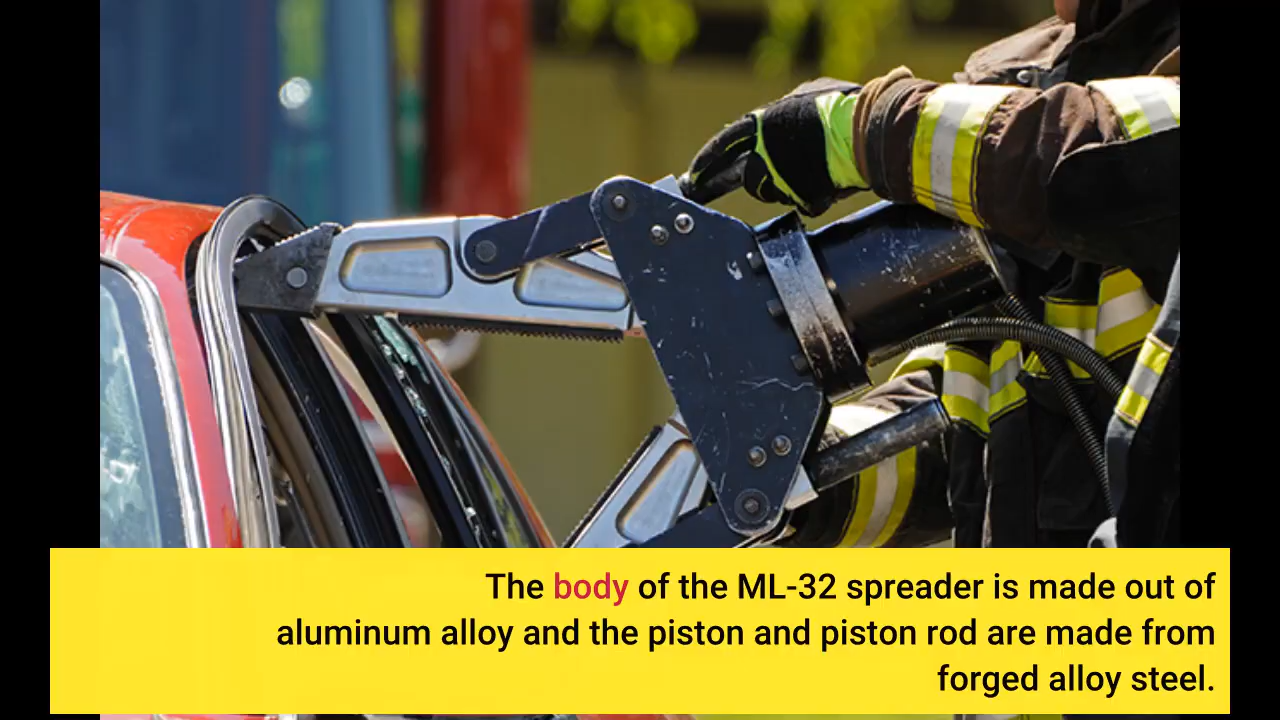 The body of the ML-32 spreader is made out of
aluminum alloy and the piston and piston rod are made from
forged alloy steel.